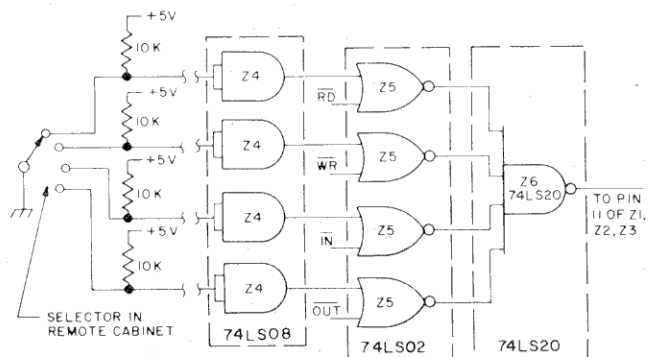 +5V
10K
Z4
Z5
RD
+5V
10K
Z4
Z5
WR
+5V
10K
Z4
Z5
IN
+5V
10K
Z4
Z5
OUT
Z6
74LS20
TO PIN
11 OF Z1,
Z2, Z3
SELECTOR IN
REMOTE CABINET
74LS08
74LS02
74LS20